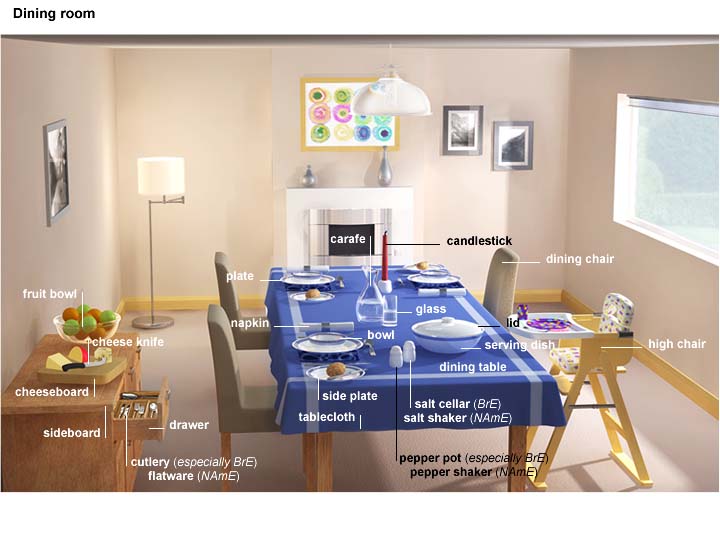 Dining room
carafe
candlestick
dining chair
plate
fruit bowl
glass
napkin
lid
bowl
cheese knife
serving dish
high chair
dining table
cheeseboard
side plate
salt cellar (BrE)
salt shaker (NAmE)
tablecloth
drawer
sideboard
cutlery (especially BrE)
flatware (NAmE)
pepper pot (especially BrE)
pepper shaker (NAmE)